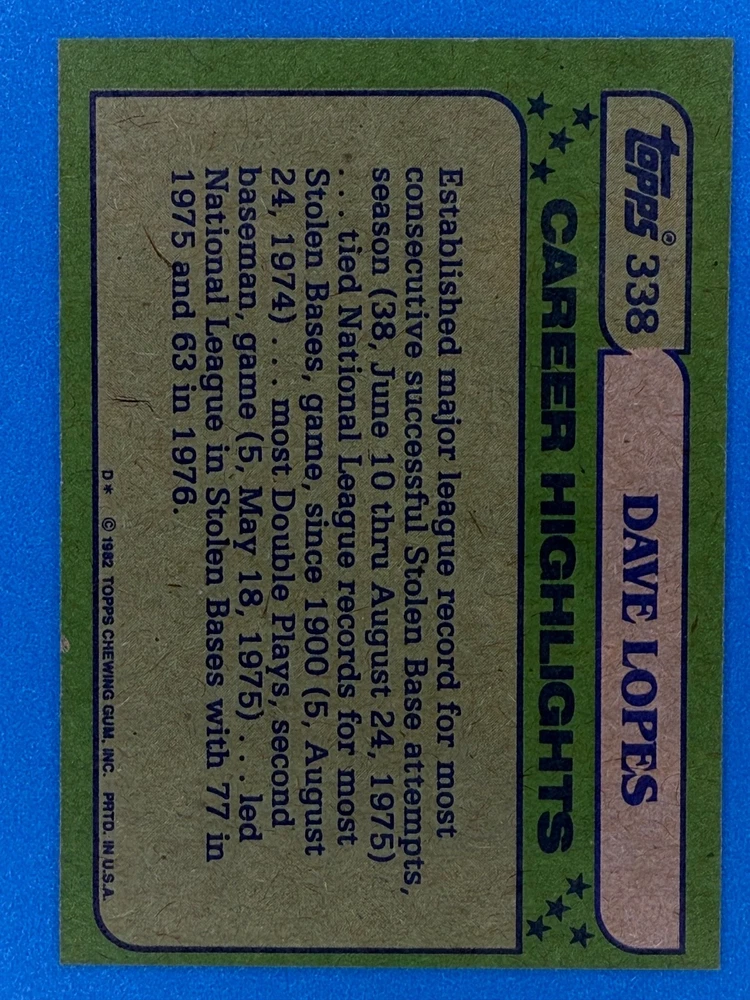 topps® 338
DAVE LOPES
CAREER HIGHLIGHTS
Established major league record for most
consecutive successful Stolen Base attempts,
season (38, June 10 thru August 24, 1975)
. . . tied National League records for most
Stolen Bases, game, since 1900 (5, August
24, 1974) . . . most Double Plays, second
baseman, game (5, May 18, 1975) . . . led
National League in Stolen Bases with 77 in
1975 and 63 in 1976.
D* © 1982 TOPPS CHEWING GUM, INC. PRTD. IN U.S.A.